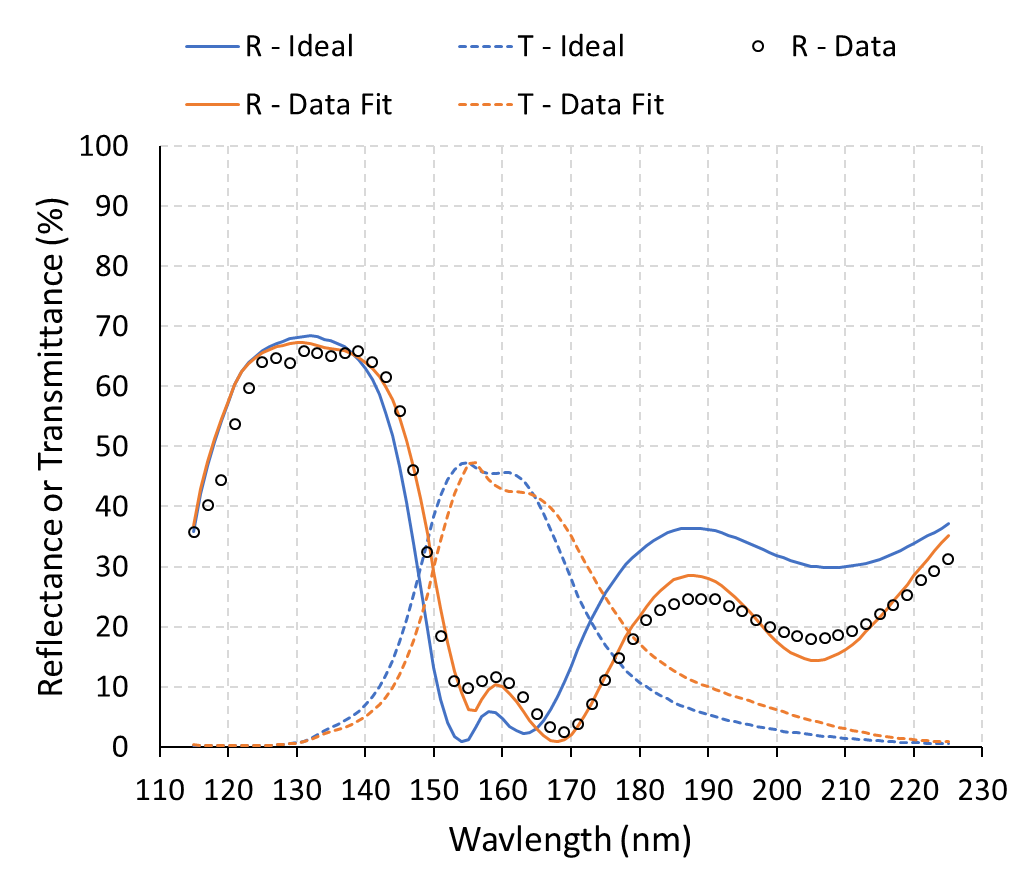 R - Ideal T - Ideal R - Data
R - Data Fit T - Data Fit
100
90
80
70
60
50
40
30
20
10
0
Reflectance or Transmittance (%)
110 120 130 140 150 160 170 180 190 200 210 220 230
Wavlength (nm)